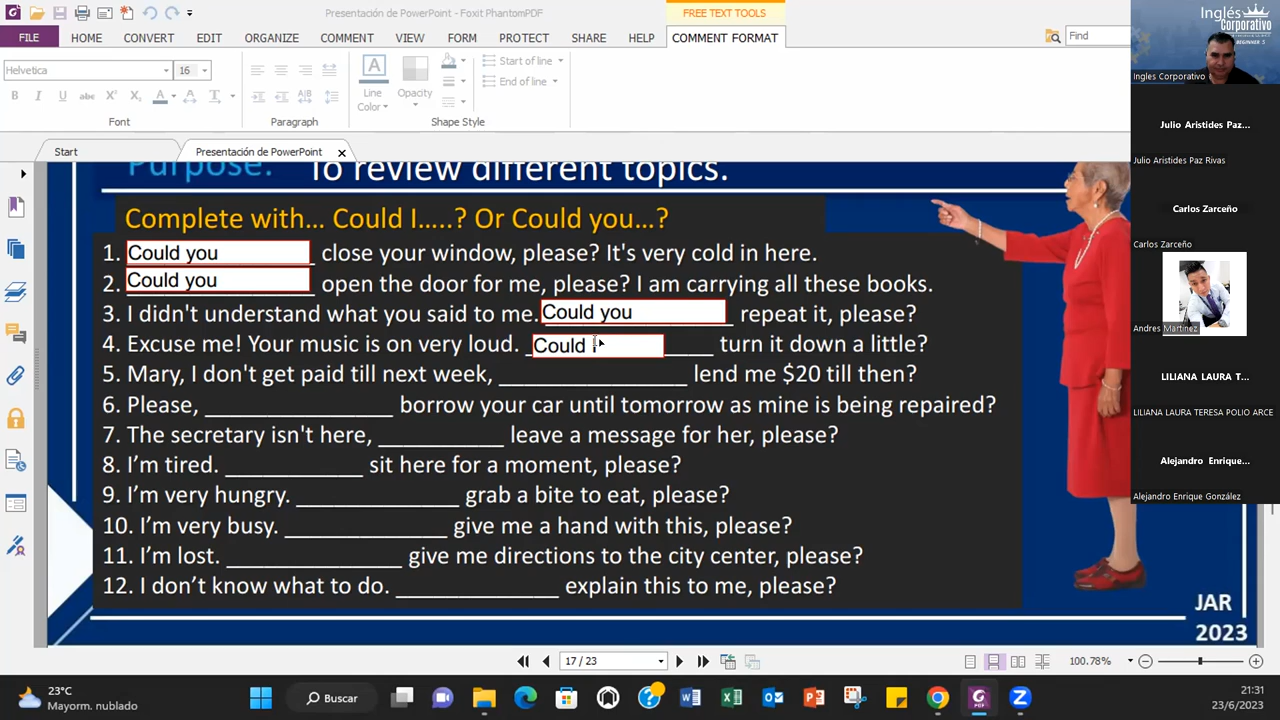 Presentación de PowerPoint - Foxit PhantomPDF
FREE TEXT TOOLS
FILE HOME CONVERT EDIT ORGANIZE COMMENT VIEW FORM PROTECT SHARE HELP COMMENT FORMAT
Find
Helvetica 16
Start of line
End of line
B I U abc X² X₂ A T
Line Color
Opacity
Font Paragraph Shape Style
Start Presentación de PowerPoint
Purpose: To review different topics.
Complete with… Could I…..? Or Could you…?
1. Could you close your window, please? It's very cold in here.
2. Could you open the door for me, please? I am carrying all these books.
3. I didn't understand what you said to me. Could you repeat it, please?
4. Excuse me! Your music is on very loud. _ Could _____ turn it down a little?
5. Mary, I don't get paid till next week, _______________ lend me $20 till then?
6. Please, _______________ borrow your car until tomorrow as mine is being repaired?
7. The secretary isn't here, __________ leave a message for her, please?
8. I’m tired. ___________ sit here for a moment, please?
9. I’m very hungry. _____________ grab a bite to eat, please?
10. I’m very busy. _____________ give me a hand with this, please?
11. I’m lost. ______________ give me directions to the city center, please?
12. I don’t know what to do. _____________ explain this to me, please?
JAR
2023
17 / 23
100.78%
Inglés
Corporativo
BEGINNER 5
Ingles Corporativo
Julio Aristides Paz...
Julio Aristides Paz Rivas
Carlos Zarceño
Carlos Zarceño
Andres Martinez
LILIANA LAURA T...
LILIANA LAURA TERESA POLIO ARCE
Alejandro Enrique...
Alejandro Enrique González
23°C
Mayorm. nublado
Buscar
21:31
23/6/2023